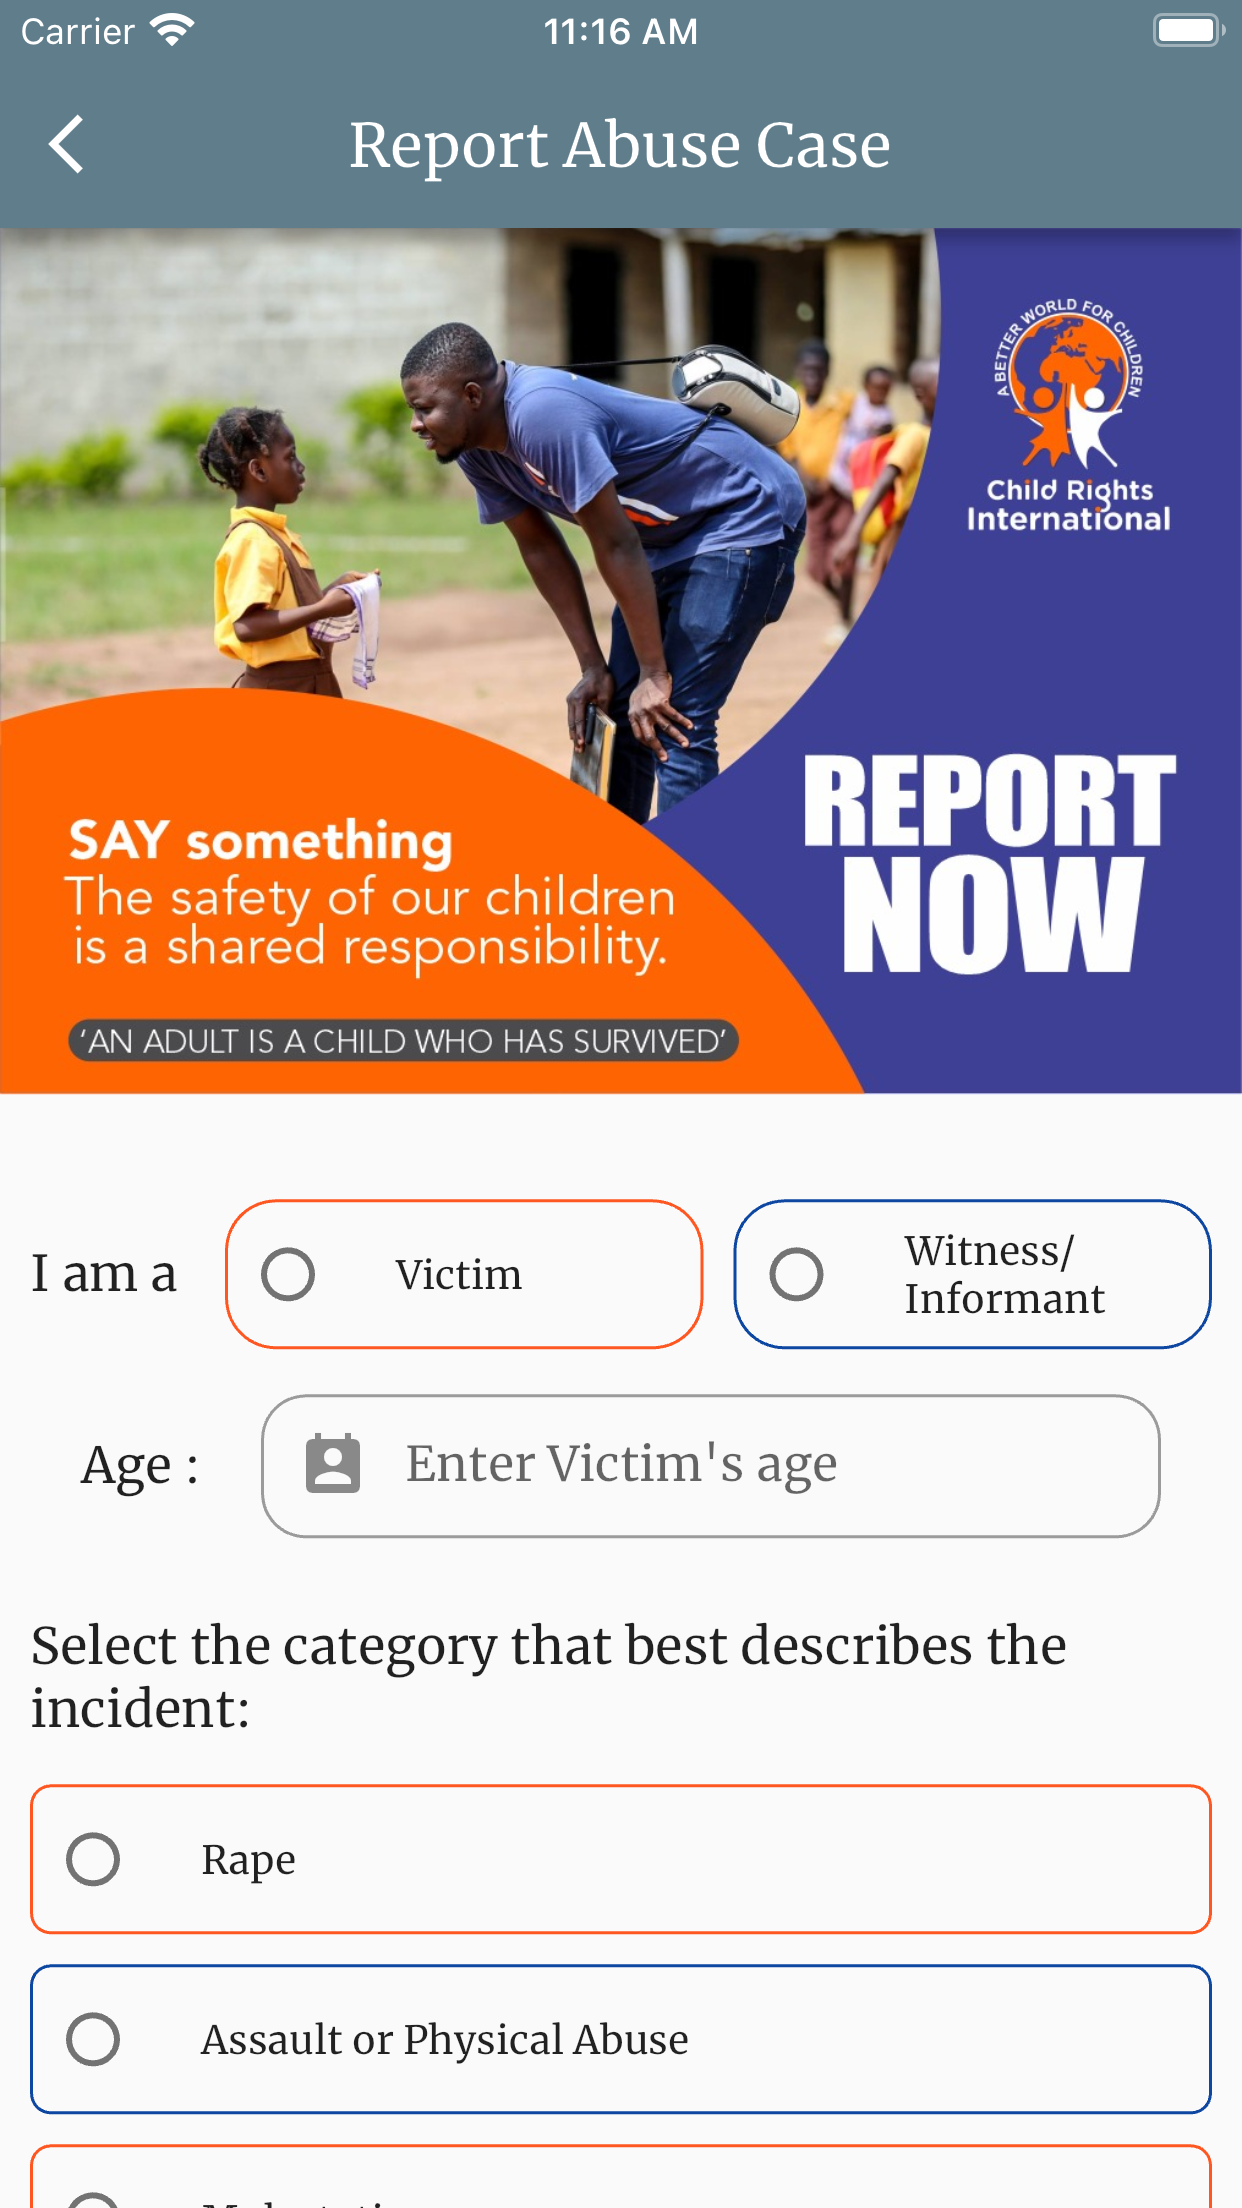 Carrier
11:16 AM
Report Abuse Case
A BETTER WORLD FOR CHILDREN
Child Rights
International
REPORT
NOW
SAY something
The safety of our children
is a shared responsibility.
‘AN ADULT IS A CHILD WHO HAS SURVIVED’
I am a
Victim
Witness/
Informant
Age :
Enter Victim's age
Select the category that best describes the
incident:
Rape
Assault or Physical Abuse